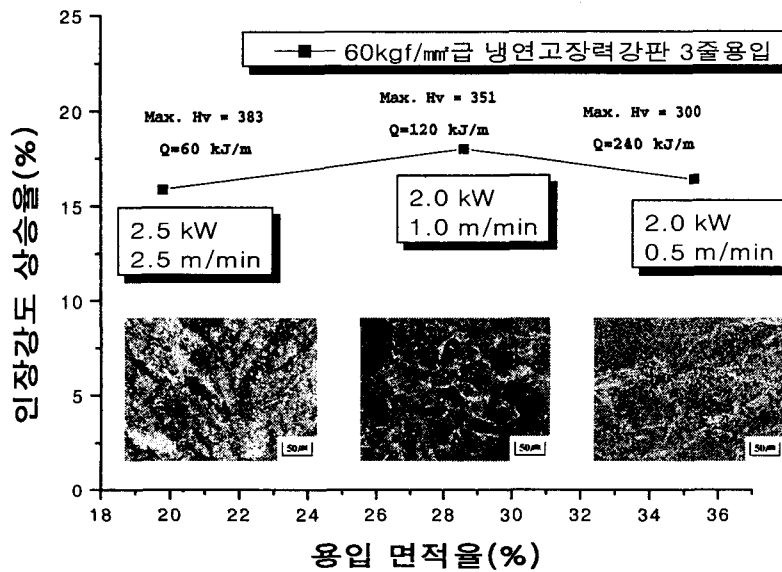 60kgf/㎟급 냉연고장력강판 3줄용입
Max. Hv = 383
Q=60 kJ/m
Max. Hv = 351
Q=120 kJ/m
Max. Hv = 300
Q=240 kJ/m
2.5 kW
2.5 m/min
2.0 kW
1.0 m/min
2.0 kW
0.5 m/min
50㎛
50㎛
50㎛
인장강도 상승율(%)
25
20
15
10
5
0
18 20 22 24 26 28 30 32 34 36
용입 면적율(%)